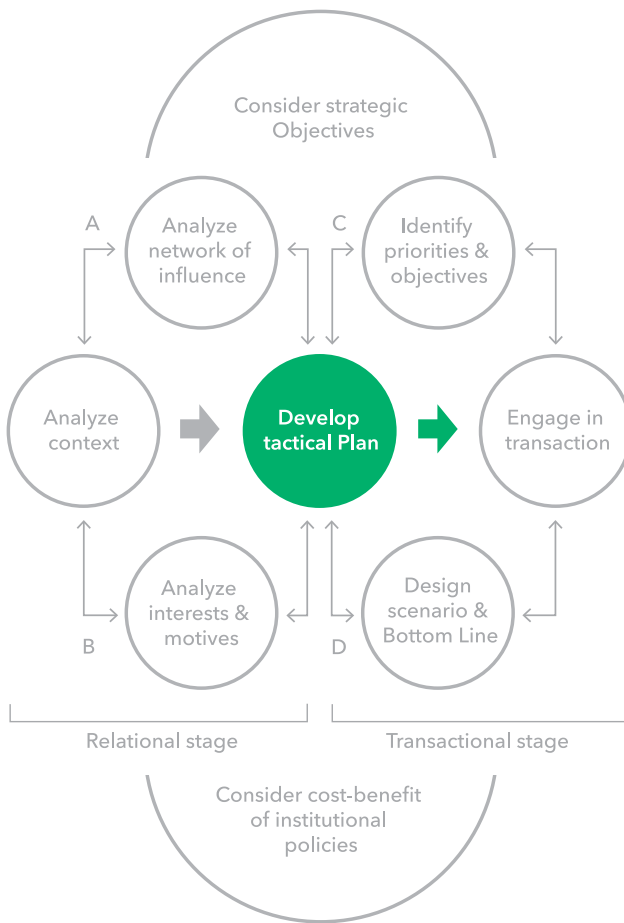 Consider strategic
Objectives
A
Analyze
network of
influence
C
Identify
priorities &
objectives
Analyze
context
Develop
tactical Plan
Engage in
transaction
Analyze
interests &
motives
B
Design
scenario &
Bottom Line
D
Relational stage
Transactional stage
Consider cost-benefit
of institutional
policies